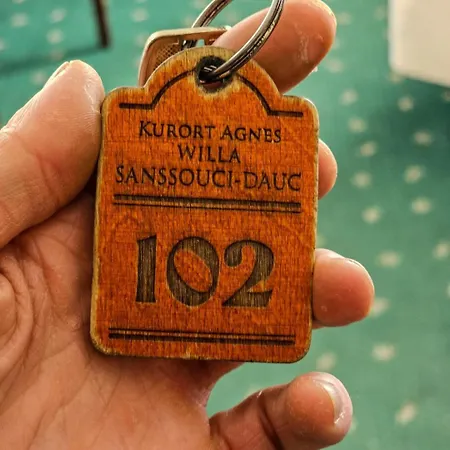 KURORT AGNES
WILLA
SANSSOUCI-DAUC
102